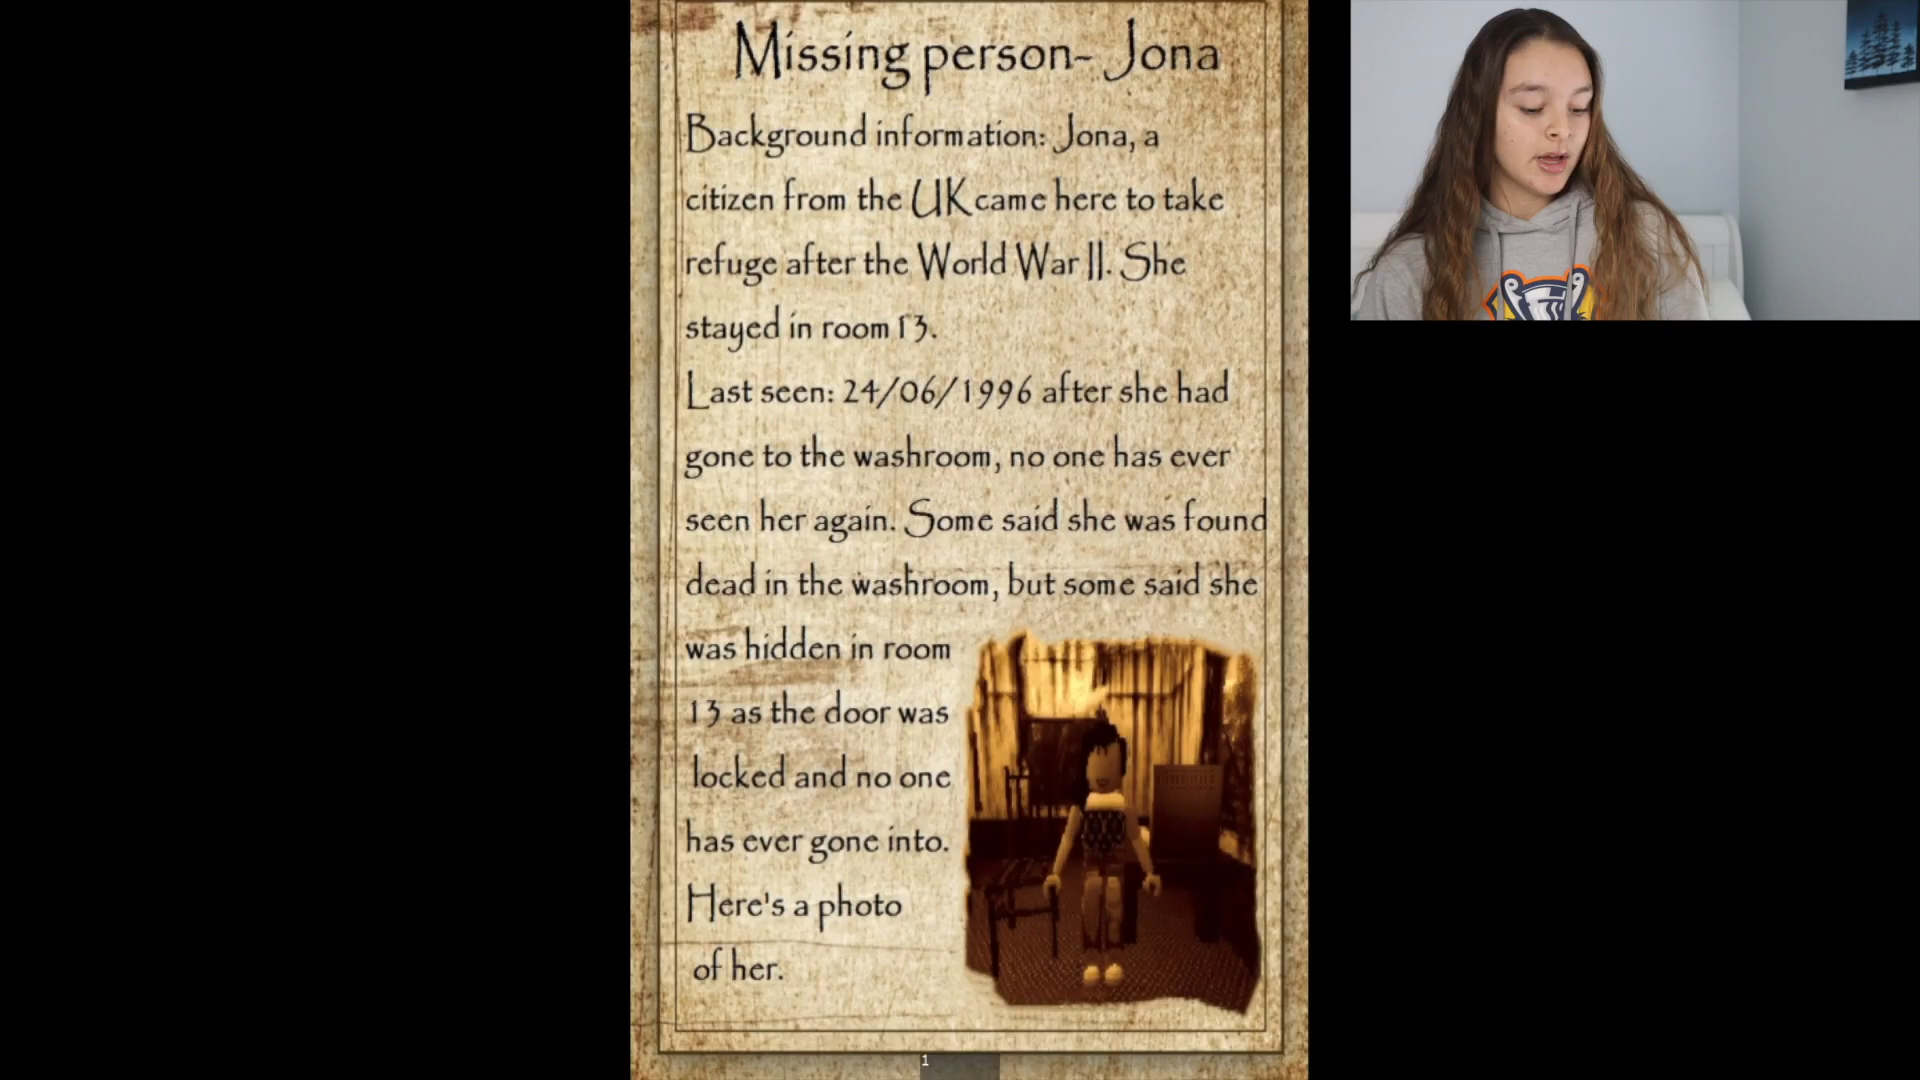 Missing person- Jona
Background information: Jona, a
citizen from the UK came here to take
refuge after the World War II. She
stayed in room 13.
Last seen: 24/06/1996 after she had
gone to the washroom, no one has ever
seen her again. Some said she was found
dead in the washroom, but some said she
was hidden in room
13 as the door was
locked and no one
has ever gone into.
Here's a photo
of her.
1